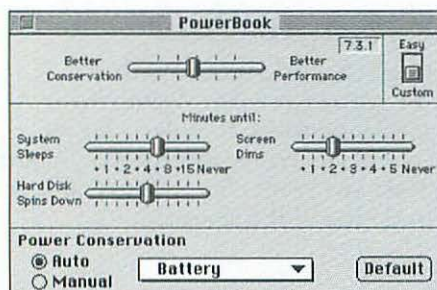 PowerBook
7.3.1
Better Conservation
Better Performance
Easy
Custom
Minutes until:
System Sleeps
• 1 • 2 • 4 • 8 • 15 Never
Screen Dims
• 1 • 2 • 3 • 4 • 5 Never
Hard Disk Spins Down
Power Conservation
Auto
Manual
Battery
Default